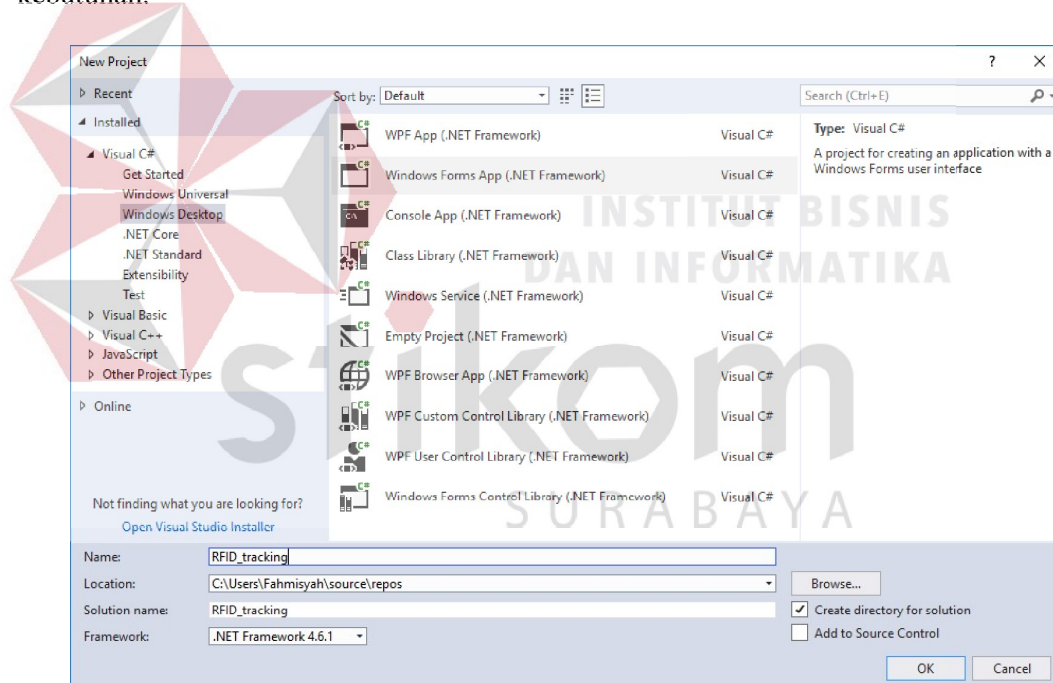 kebutuhan,
New Project
? X
Recent
Installed
Visual C#
Get Started
Windows Universal
Windows Desktop
.NET Core
.NET Standard
Extensibility
Test
Visual Basic
Visual C++
JavaScript
Other Project Types
Online
Not finding what you are looking for?
Open Visual Studio Installer
Sort by: Default
Search (Ctrl+E)
WPF App (.NET Framework) Visual C#
Windows Forms App (.NET Framework) Visual C#
Console App (.NET Framework) Visual C#
Class Library (.NET Framework) Visual C#
Windows Service (.NET Framework) Visual C#
Empty Project (.NET Framework) Visual C#
WPF Browser App (.NET Framework) Visual C#
WPF Custom Control Library (.NET Framework) Visual C#
WPF User Control Library (.NET Framework) Visual C#
Windows Forms Control Library (.NET Framework) Visual C#
Type: Visual C#
A project for creating an application with a
Windows Forms user interface
Name: RFID_tracking
Location: C:\Users\Fahmisyah\source\repos
Browse...
Solution name: RFID_tracking
Create directory for solution
Framework: .NET Framework 4.6.1
Add to Source Control
OK Cancel
INSTITUT BISNIS
DAN INFORMATIKA
stikom
SURABAYA